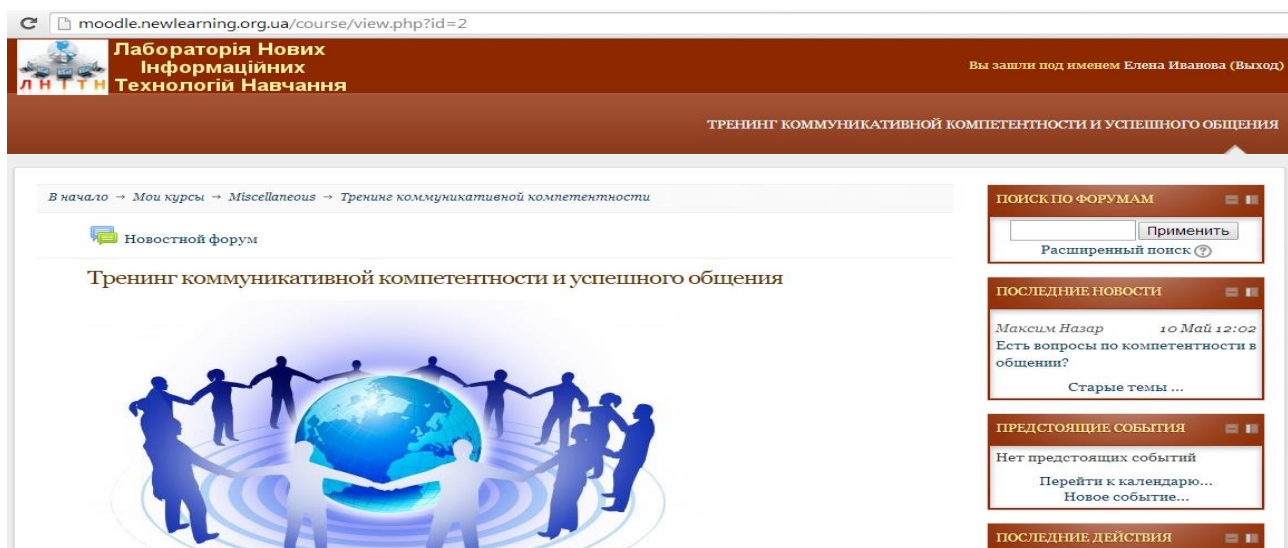 moodle.newlearning.org.ua/course/view.php?id=2
Лабораторія Нових
Інформаційних
Технологій Навчання
ЛНІТН
Вы зашли под именем Елена Иванова (Выход)
ТРЕНИНГ КОММУНИКАТИВНОЙ КОМПЕТЕНТНОСТИ И УСПЕШНОГО ОБЩЕНИЯ
В начало → Мои курсы → Miscellaneous → Тренинг коммуникативной компетентности
Новостной форум
Тренинг коммуникативной компетентности и успешного общения
ПОИСК ПО ФОРУМАМ
Применить
Расширенный поиск
ПОСЛЕДНИЕ НОВОСТИ
Максим Назар 10 Май 12:02
Есть вопросы по компетентности в
общении?
Старые темы ...
ПРЕДСТОЯЩИЕ СОБЫТИЯ
Нет предстоящих событий
Перейти к календарю...
Новое событие...
ПОСЛЕДНИЕ ДЕЙСТВИЯ